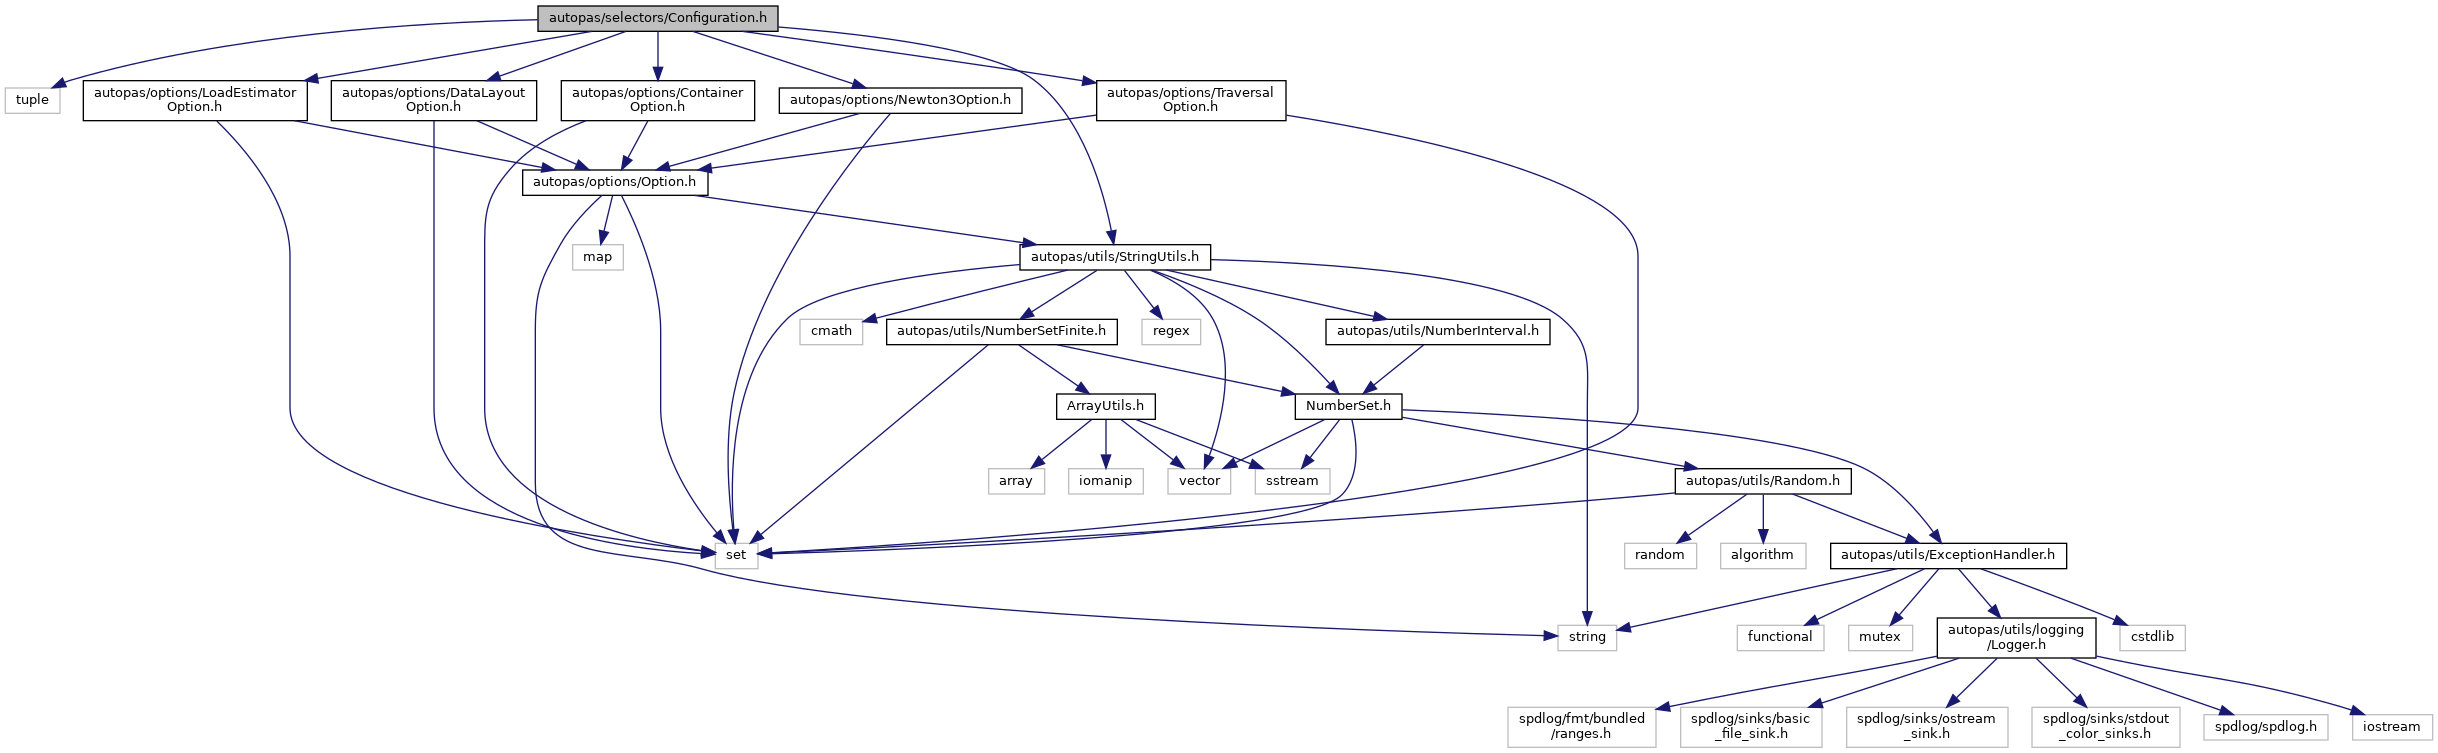 autopas/selectors/Configuration.h
tuple
autopas/options/LoadEstimator
Option.h
autopas/options/DataLayout
Option.h
autopas/options/Container
Option.h
autopas/options/Newton3Option.h
autopas/options/Traversal
Option.h
autopas/options/Option.h
map
autopas/utils/StringUtils.h
cmath
autopas/utils/NumberSetFinite.h
regex
autopas/utils/NumberInterval.h
ArrayUtils.h
NumberSet.h
array
iomanip
vector
sstream
autopas/utils/Random.h
set
random
algorithm
autopas/utils/ExceptionHandler.h
string
functional
mutex
autopas/utils/logging
/Logger.h
cstdlib
spdlog/fmt/bundled
/ranges.h
spdlog/sinks/basic
_file_sink.h
spdlog/sinks/ostream
_sink.h
spdlog/sinks/stdout
_color_sinks.h
spdlog/spdlog.h
iostream